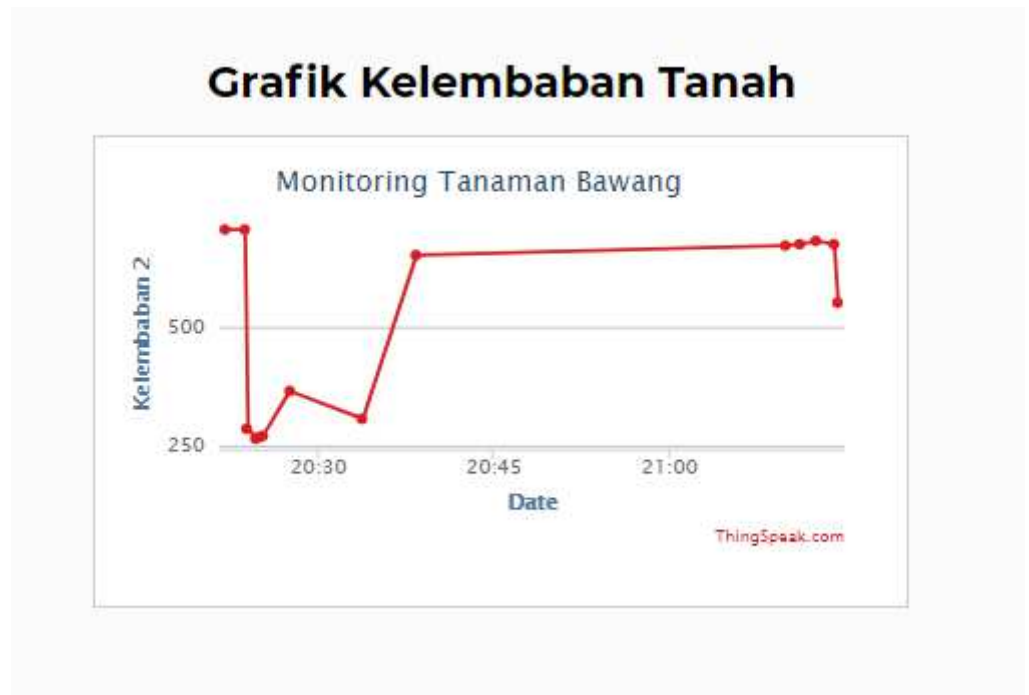 Grafik Kelembaban Tanah
Monitoring Tanaman Bawang
Kelembaban 2
500
250
20:30 20:45 21:00
Date
ThingSpeak.com